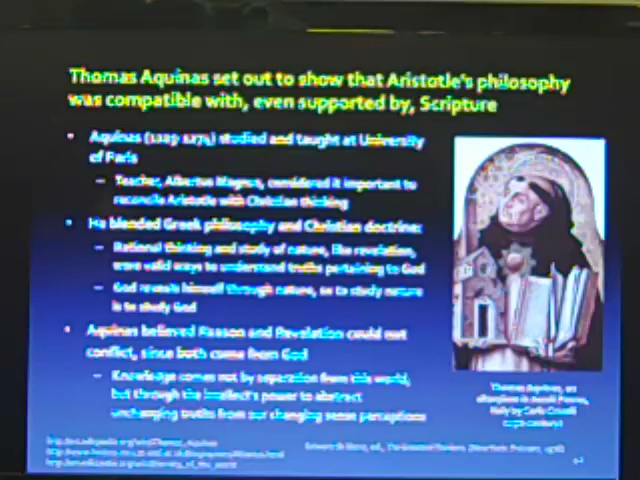 Thomas Aquinas set out to show that Aristotle's philosophy
was compatible with, even supported by, Scripture
• Aquinas (1225-1274) studied and taught at University
of Paris
– Teacher, Albertus Magnus, considered it important to
reconcile Aristotle with Christian thinking
• He blended Greek philosophy and Christian doctrine:
– Rational thinking and study of nature, like revelation,
were valid ways to understand truths pertaining to God
– God reveals himself through nature, so to study nature
is to study God
• Aquinas believed Reason and Revelation could not
conflict, since both come from God
– Knowledge comes not by separation from this world,
but through the intellect's power to abstract
unchanging truths from our changing sense perceptions
Thomas Aquinas, an
altarpiece in Ascoli Piceno,
Italy by Carlo Crivelli